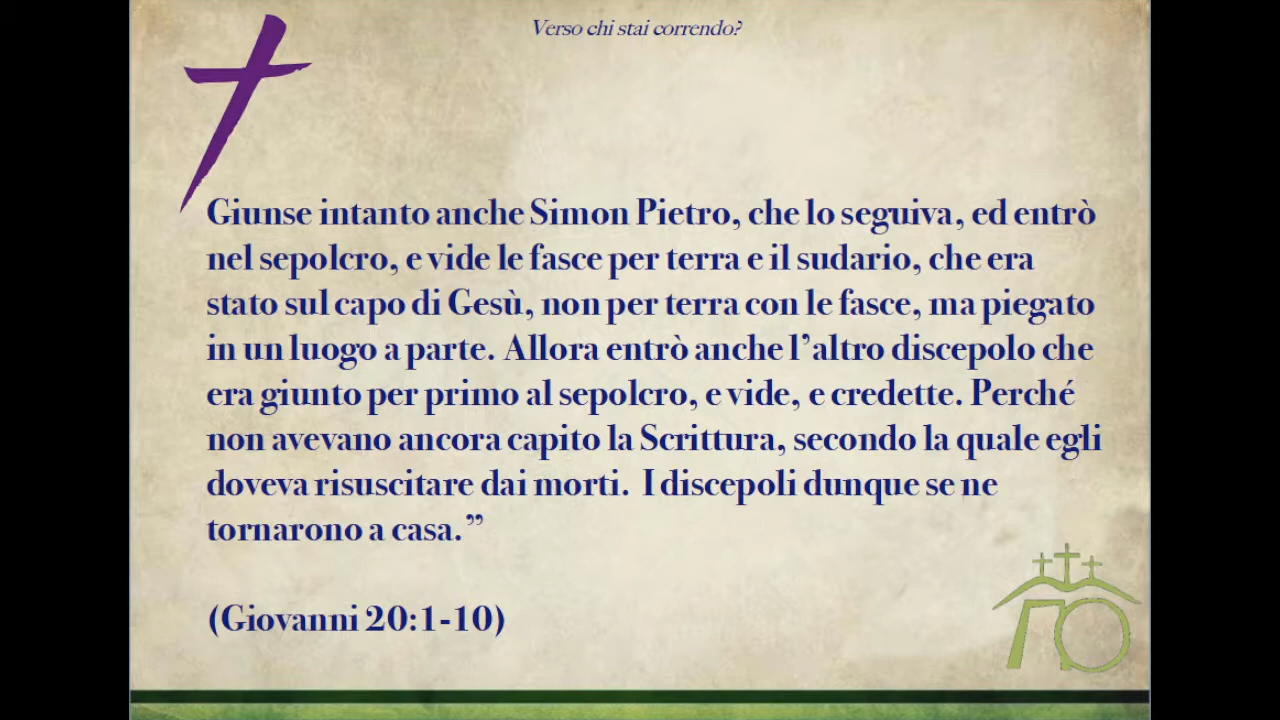 Verso chi stai correndo?
Giunse intanto anche Simon Pietro, che lo seguiva, ed entrò
nel sepolcro, e vide le fasce per terra e il sudario, che era
stato sul capo di Gesù, non per terra con le fasce, ma piegato
in un luogo a parte. Allora entrò anche l’altro discepolo che
era giunto per primo al sepolcro, e vide, e credette. Perché
non avevano ancora capito la Scrittura, secondo la quale egli
doveva risuscitare dai morti. I discepoli dunque se ne
tornarono a casa.”
(Giovanni 20:1-10)